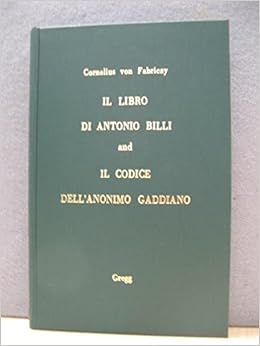 Cornelius von Fabriczy
IL LIBRO
DI ANTONIO BILLI
and
IL CODICE
DELL'ANONIMO GADDIANO
Gregg